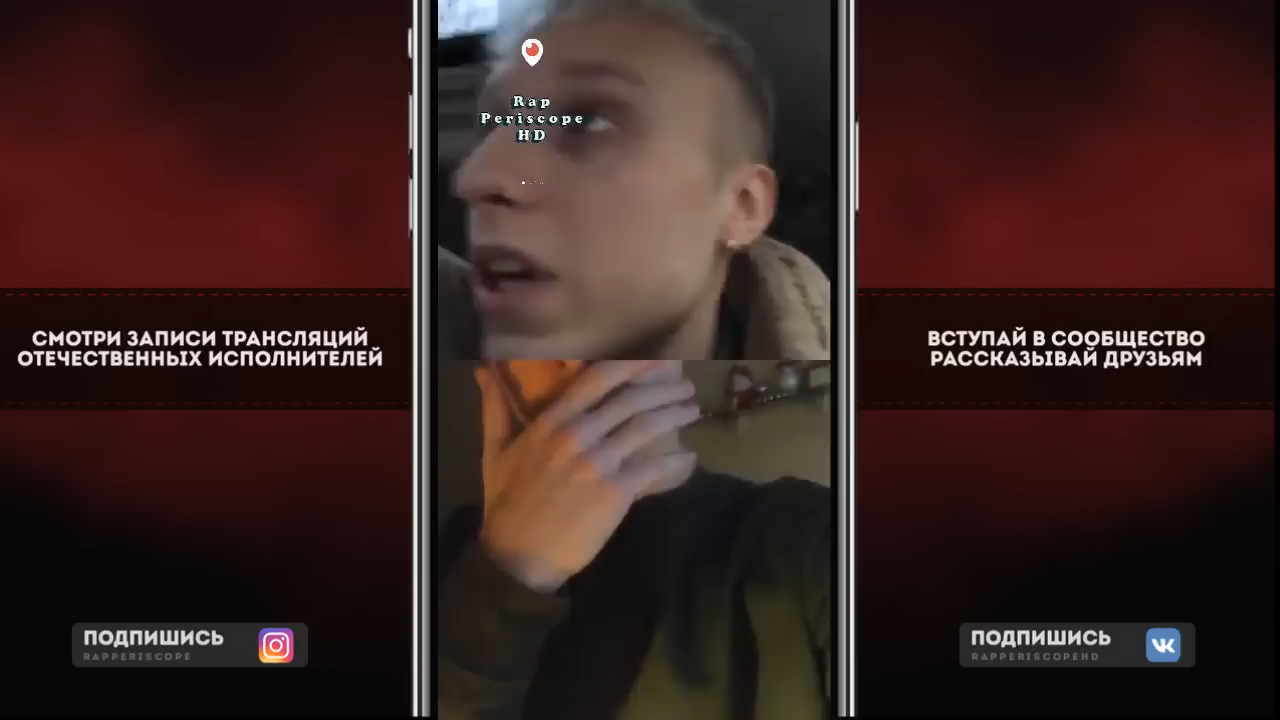 Rap
Periscope
HD
СМОТРИ ЗАПИСИ ТРАНСЛЯЦИЙ
ОТЕЧЕСТВЕННЫХ ИСПОЛНИТЕЛЕЙ
ВСТУПАЙ В СООБЩЕСТВО
РАССКАЗЫВАЙ ДРУЗЬЯМ
ПОДПИШИСЬ
RAPPERISCOPE
ПОДПИШИСЬ
RAPPERISCOPEHD